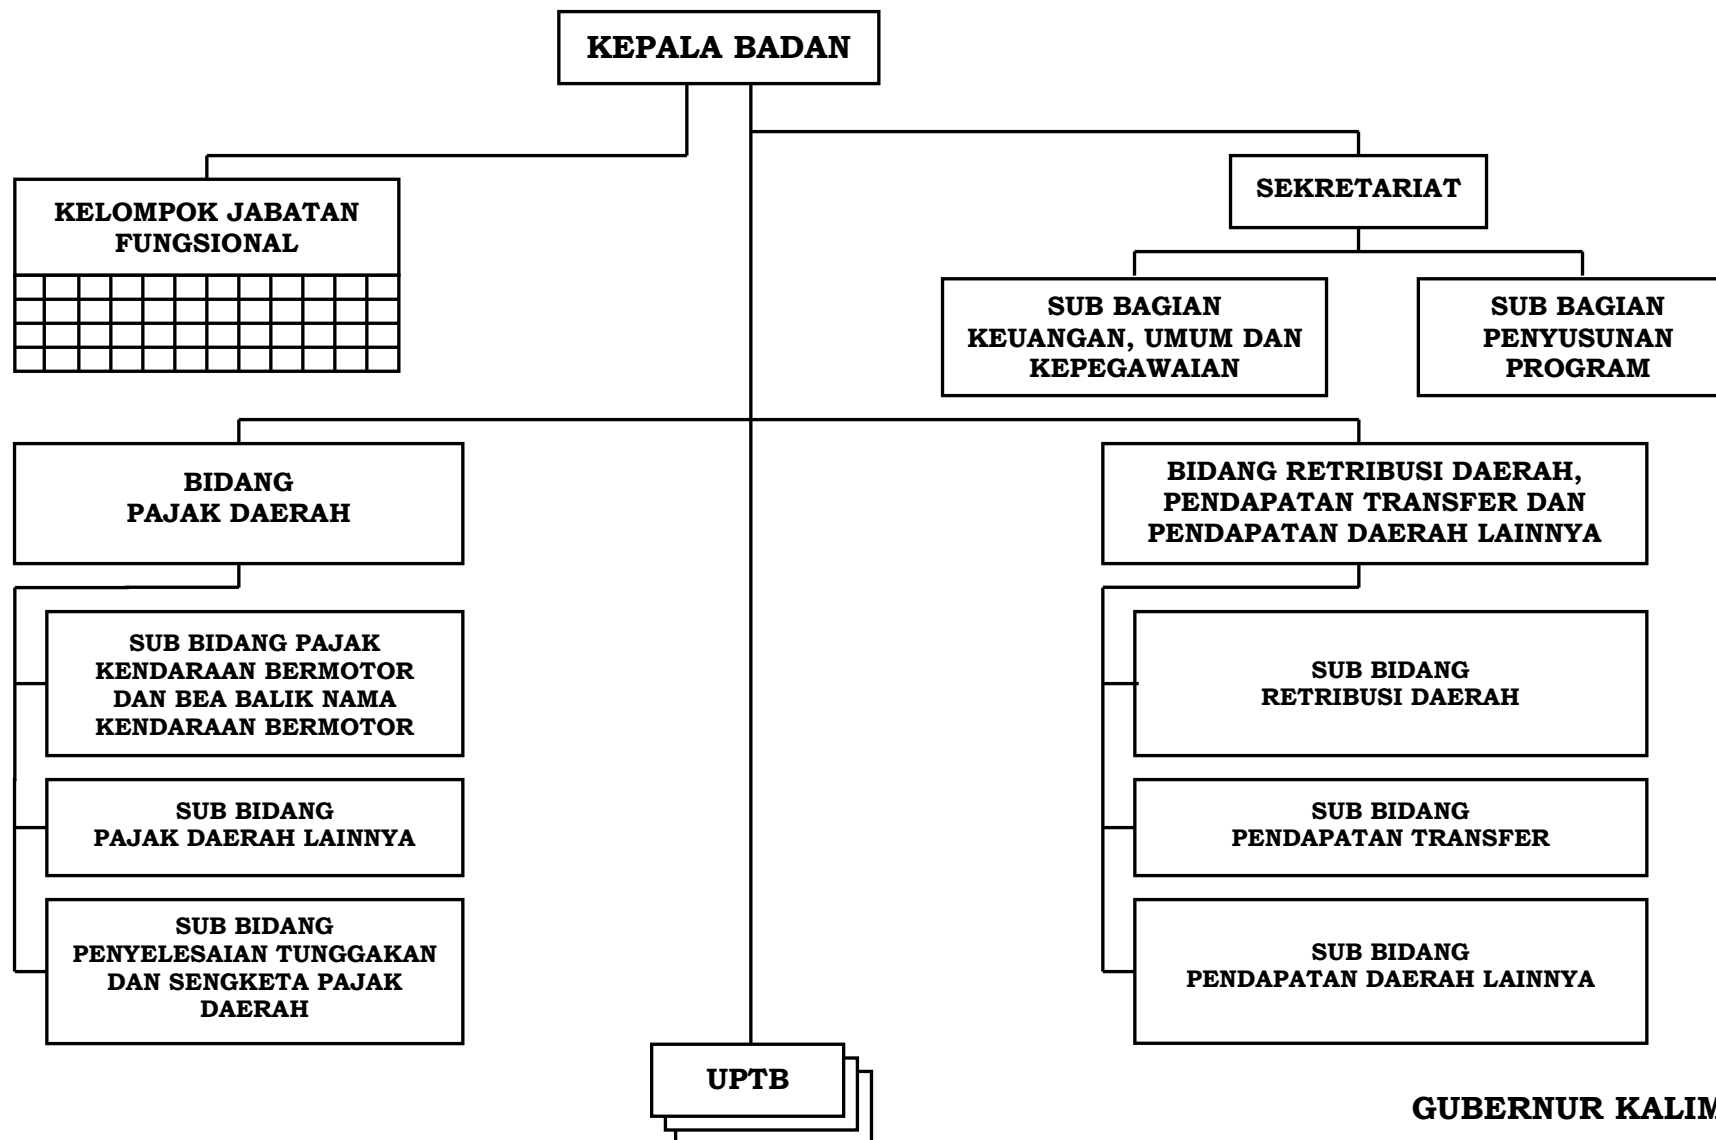 KEPALA BADAN
SEKRETARIAT
KELOMPOK JABATAN
FUNGSIONAL
SUB BAGIAN
KEUANGAN, UMUM DAN
KEPEGAWAIAN
SUB BAGIAN
PENYUSUNAN
PROGRAM
BIDANG
PAJAK DAERAH
BIDANG RETRIBUSI DAERAH,
PENDAPATAN TRANSFER DAN
PENDAPATAN DAERAH LAINNYA
SUB BIDANG PAJAK
KENDARAAN BERMOTOR
DAN BEA BALIK NAMA
KENDARAAN BERMOTOR
SUB BIDANG
RETRIBUSI DAERAH
SUB BIDANG
PAJAK DAERAH LAINNYA
SUB BIDANG
PENDAPATAN TRANSFER
SUB BIDANG
PENYELESAIAN TUNGGAKAN
DAN SENGKETA PAJAK
DAERAH
SUB BIDANG
PENDAPATAN DAERAH LAINNYA
UPTB
GUBERNUR